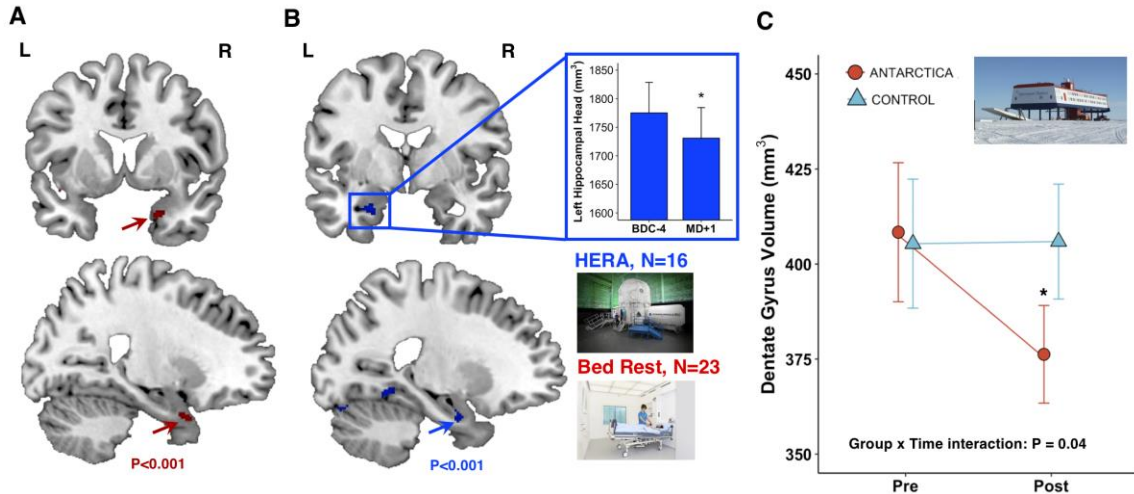 A
B
C
L
R
L
R
Left Hippocampal Head (mm³)
1850
1800
1750
1700
1650
1600
*
BDC-4
MD+1
HERA, N=16
Bed Rest, N=23
P<0.001
P<0.001
ANTARCTICA
CONTROL
Dentate Gyrus Volume (mm³)
450
425
400
375
350
*
Group x Time interaction: P = 0.04
Pre
Post